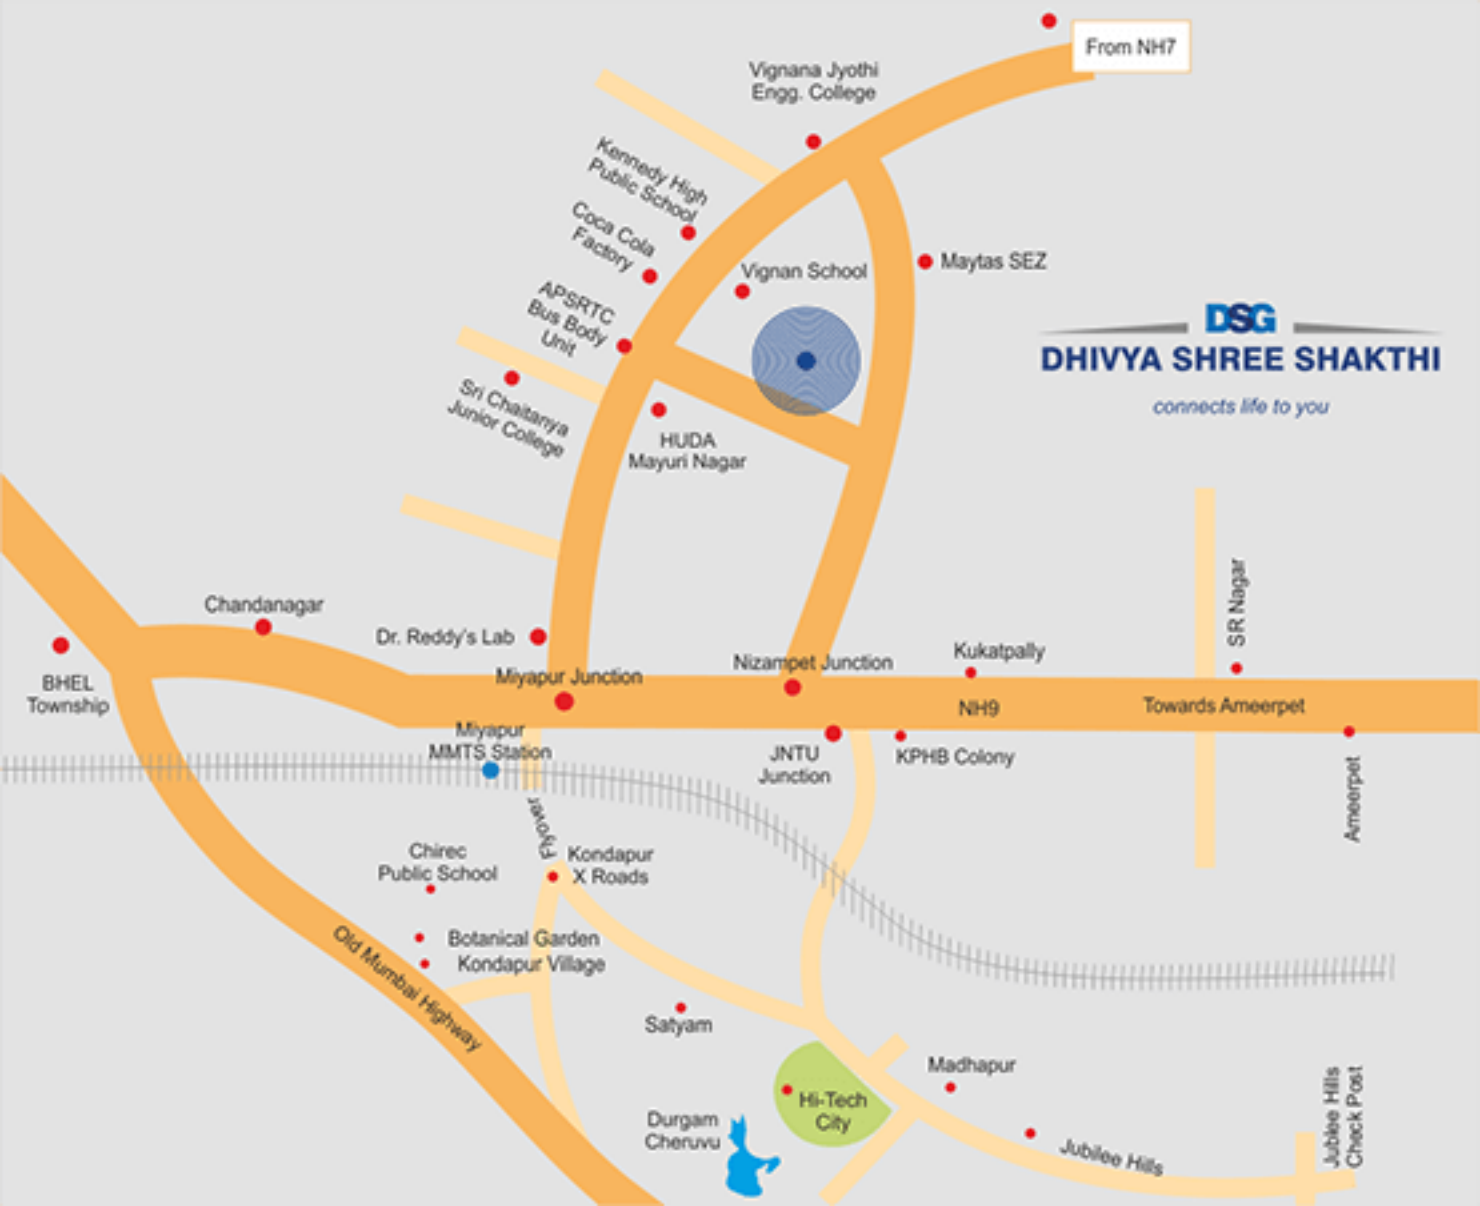 From NH7
Vignana Jyothi
Engg. College
Kennedy High
Public School
Coca Cola
Factory
APSRTC
Bus Body
Unit
Sri Chaitanya
Junior College
Vignan School
Maytas SEZ
DSG
DHIVYA SHREE SHAKTHI
connects life to you
HUDA
Mayuri Nagar
Chandanagar
BHEL
Township
Dr. Reddy's Lab
Miyapur Junction
Nizampet Junction
Kukatpally
SR Nagar
NH9
Towards Ameerpet
Miyapur
MMTS Station
JNTU
Junction
KPHB Colony
Ameerpet
Flyover
Chirec
Public School
Kondapur
X Roads
Botanical Garden
Kondapur Village
Old Mumbai Highway
Satyam
Hi-Tech
City
Madhapur
Durgam
Cheruvu
Jubilee Hills
Jublee Hills
Check Post